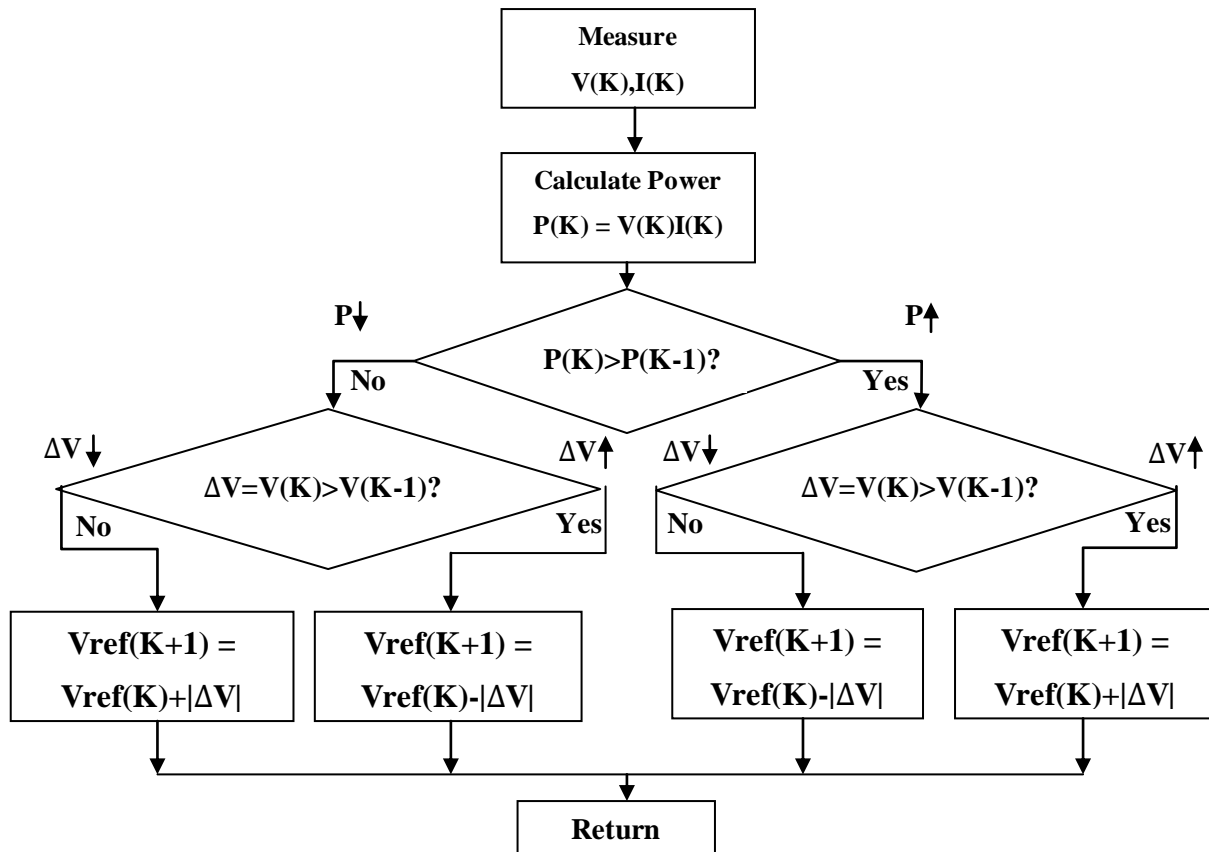 Measure
V(K),I(K)
Calculate Power
P(K) = V(K)I(K)
P
P
P(K)>P(K-1)?
No
Yes
ΔV
ΔV
ΔV
ΔV
ΔV=V(K)>V(K-1)?
ΔV=V(K)>V(K-1)?
No
Yes
No
Yes
Vref(K+1) =
Vref(K)+|ΔV|
Vref(K+1) =
Vref(K)-|ΔV|
Vref(K+1) =
Vref(K)-|ΔV|
Vref(K+1) =
Vref(K)+|ΔV|
Return